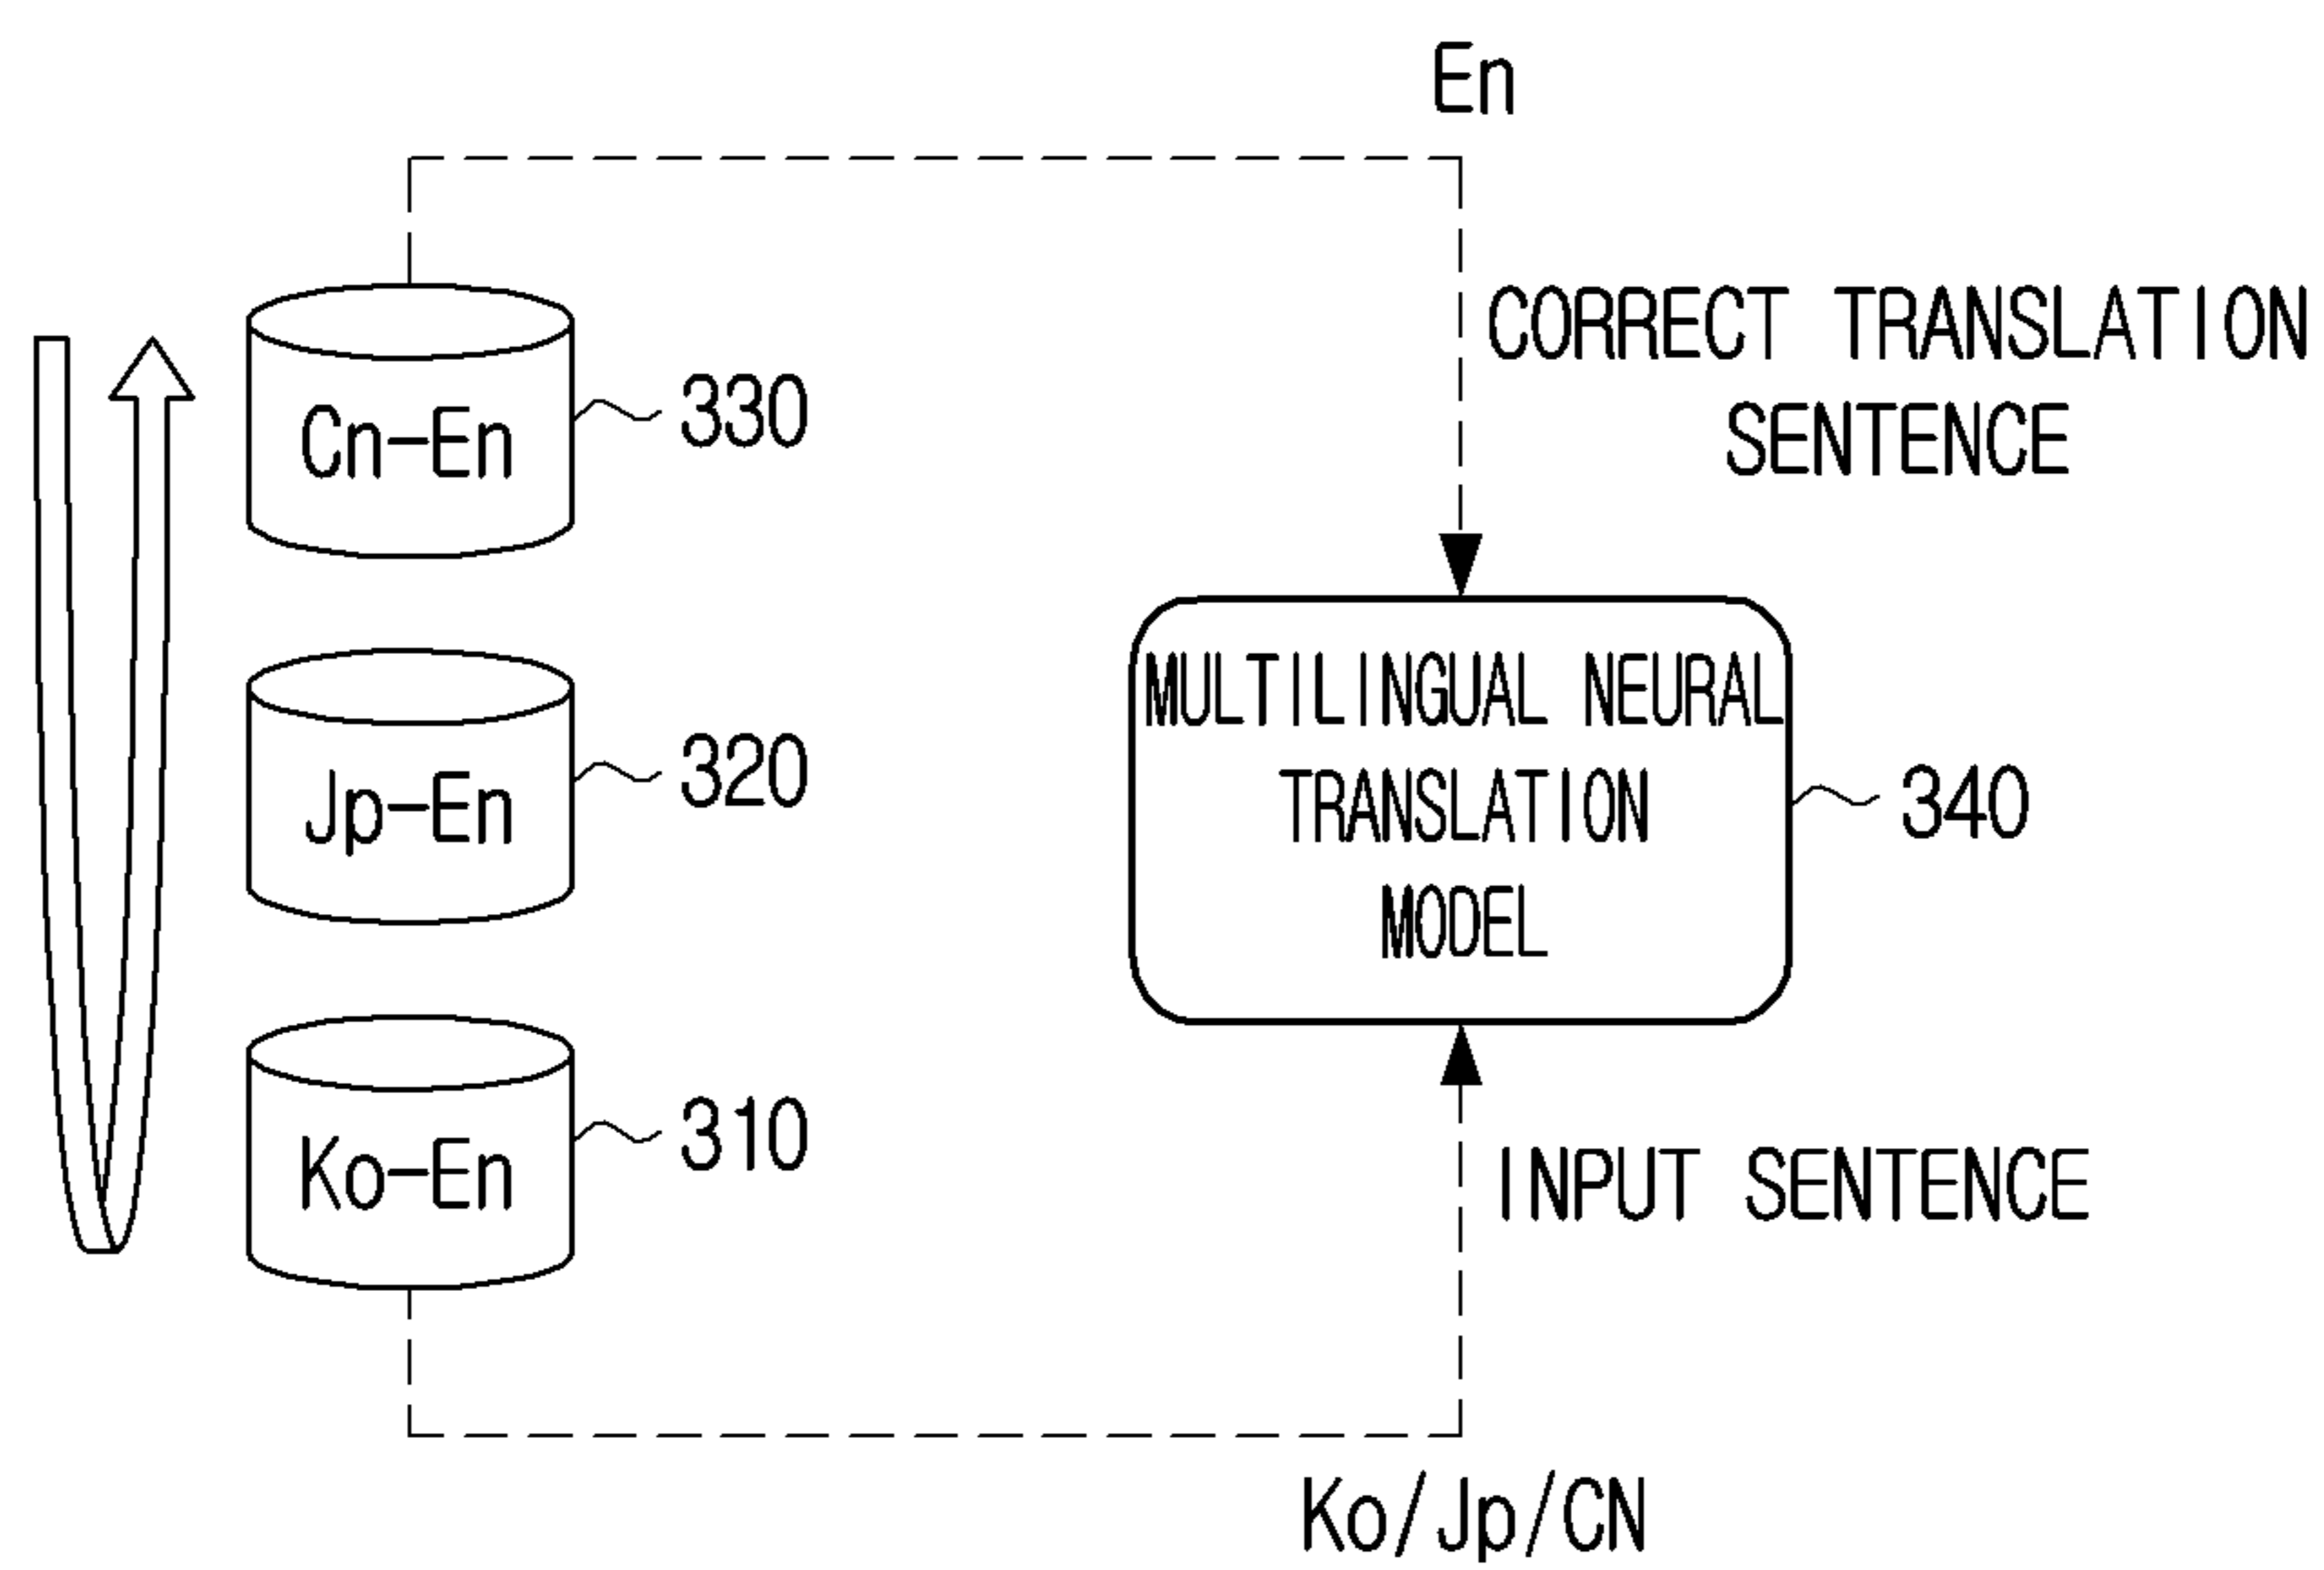 En
CORRECT TRANSLATION
SENTENCE
Cn-En
330
Jp-En
320
Ko-En
310
MULTILINGUAL NEURAL
TRANSLATION
MODEL
340
INPUT SENTENCE
Ko/Jp/CN